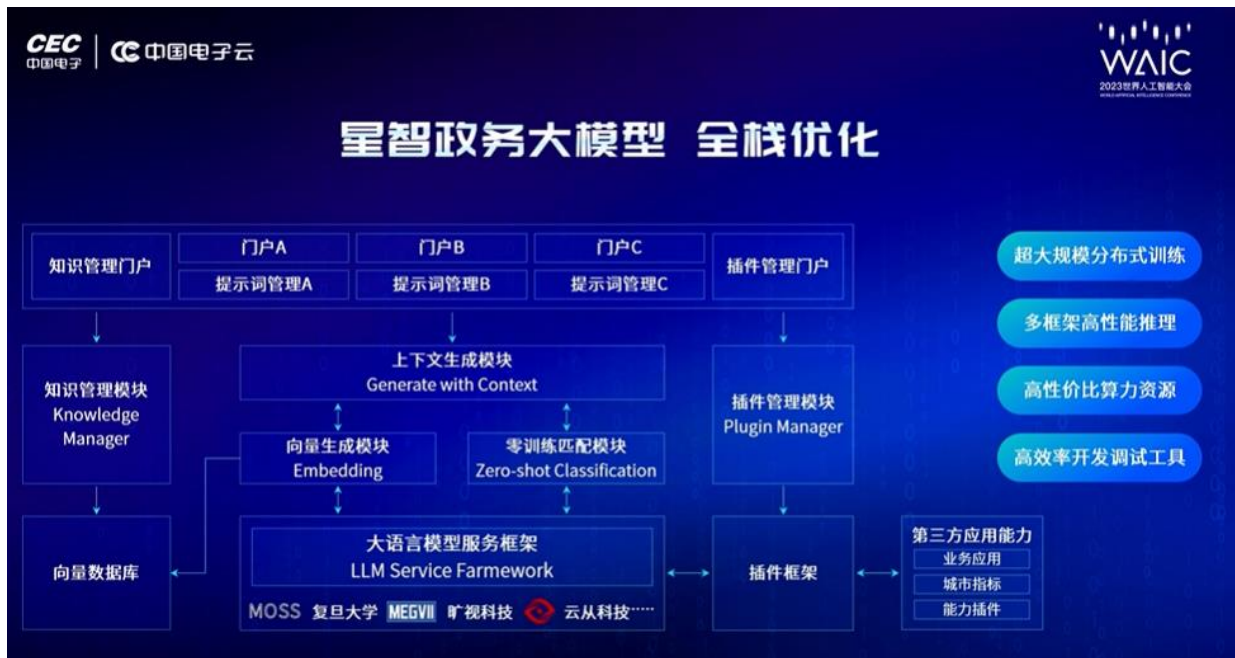 CEC
中国电子
中国电子云
WAIC
2023世界人工智能大会
WORLD ARTIFICIAL INTELLIGENCE CONFERENCE
星智政务大模型 全栈优化
知识管理门户
门户A
门户B
门户C
提示词管理A
提示词管理B
提示词管理C
插件管理门户
知识管理模块
Knowledge
Manager
上下文生成模块
Generate with Context
向量生成模块
Embedding
零训练匹配模块
Zero-shot Classification
插件管理模块
Plugin Manager
向量数据库
大语言模型服务框架
LLM Service Farmework
MOSS 复旦大学 MEGVII 旷视科技 云从科技······
插件框架
第三方应用能力
业务应用
城市指标
能力插件
超大规模分布式训练
多框架高性能推理
高性价比算力资源
高效率开发调试工具